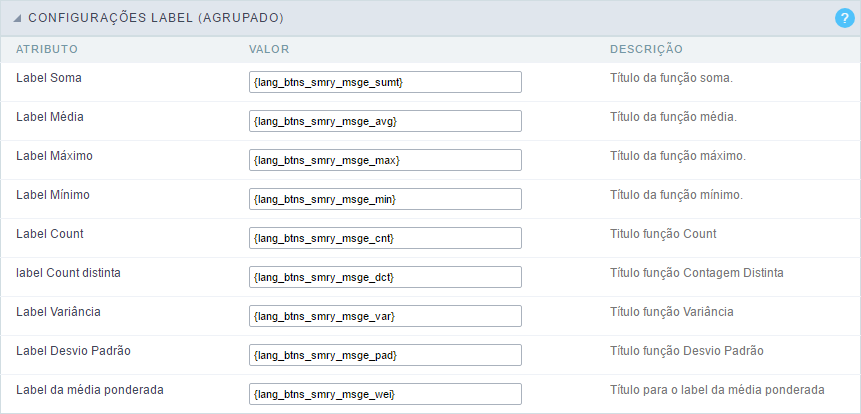 CONFIGURAÇÕES LABEL (AGRUPADO) ?
ATRIBUTO VALOR DESCRIÇÃO
Label Soma {lang_btns_smry_msge_sumt} Título da função soma.
Label Média {lang_btns_smry_msge_avg} Título da função média.
Label Máximo {lang_btns_smry_msge_max} Título da função máximo.
Label Mínimo {lang_btns_smry_msge_min} Título da função mínimo.
Label Count {lang_btns_smry_msge_cnt} Titulo função Count
label Count distinta {lang_btns_smry_msge_dct} Título função Contagem Distinta
Label Variância {lang_btns_smry_msge_var} Título função Variância
Label Desvio Padrão {lang_btns_smry_msge_pad} Título função Desvio Padrão
Label da média ponderada {lang_btns_smry_msge_wei} Título para o label da média ponderada